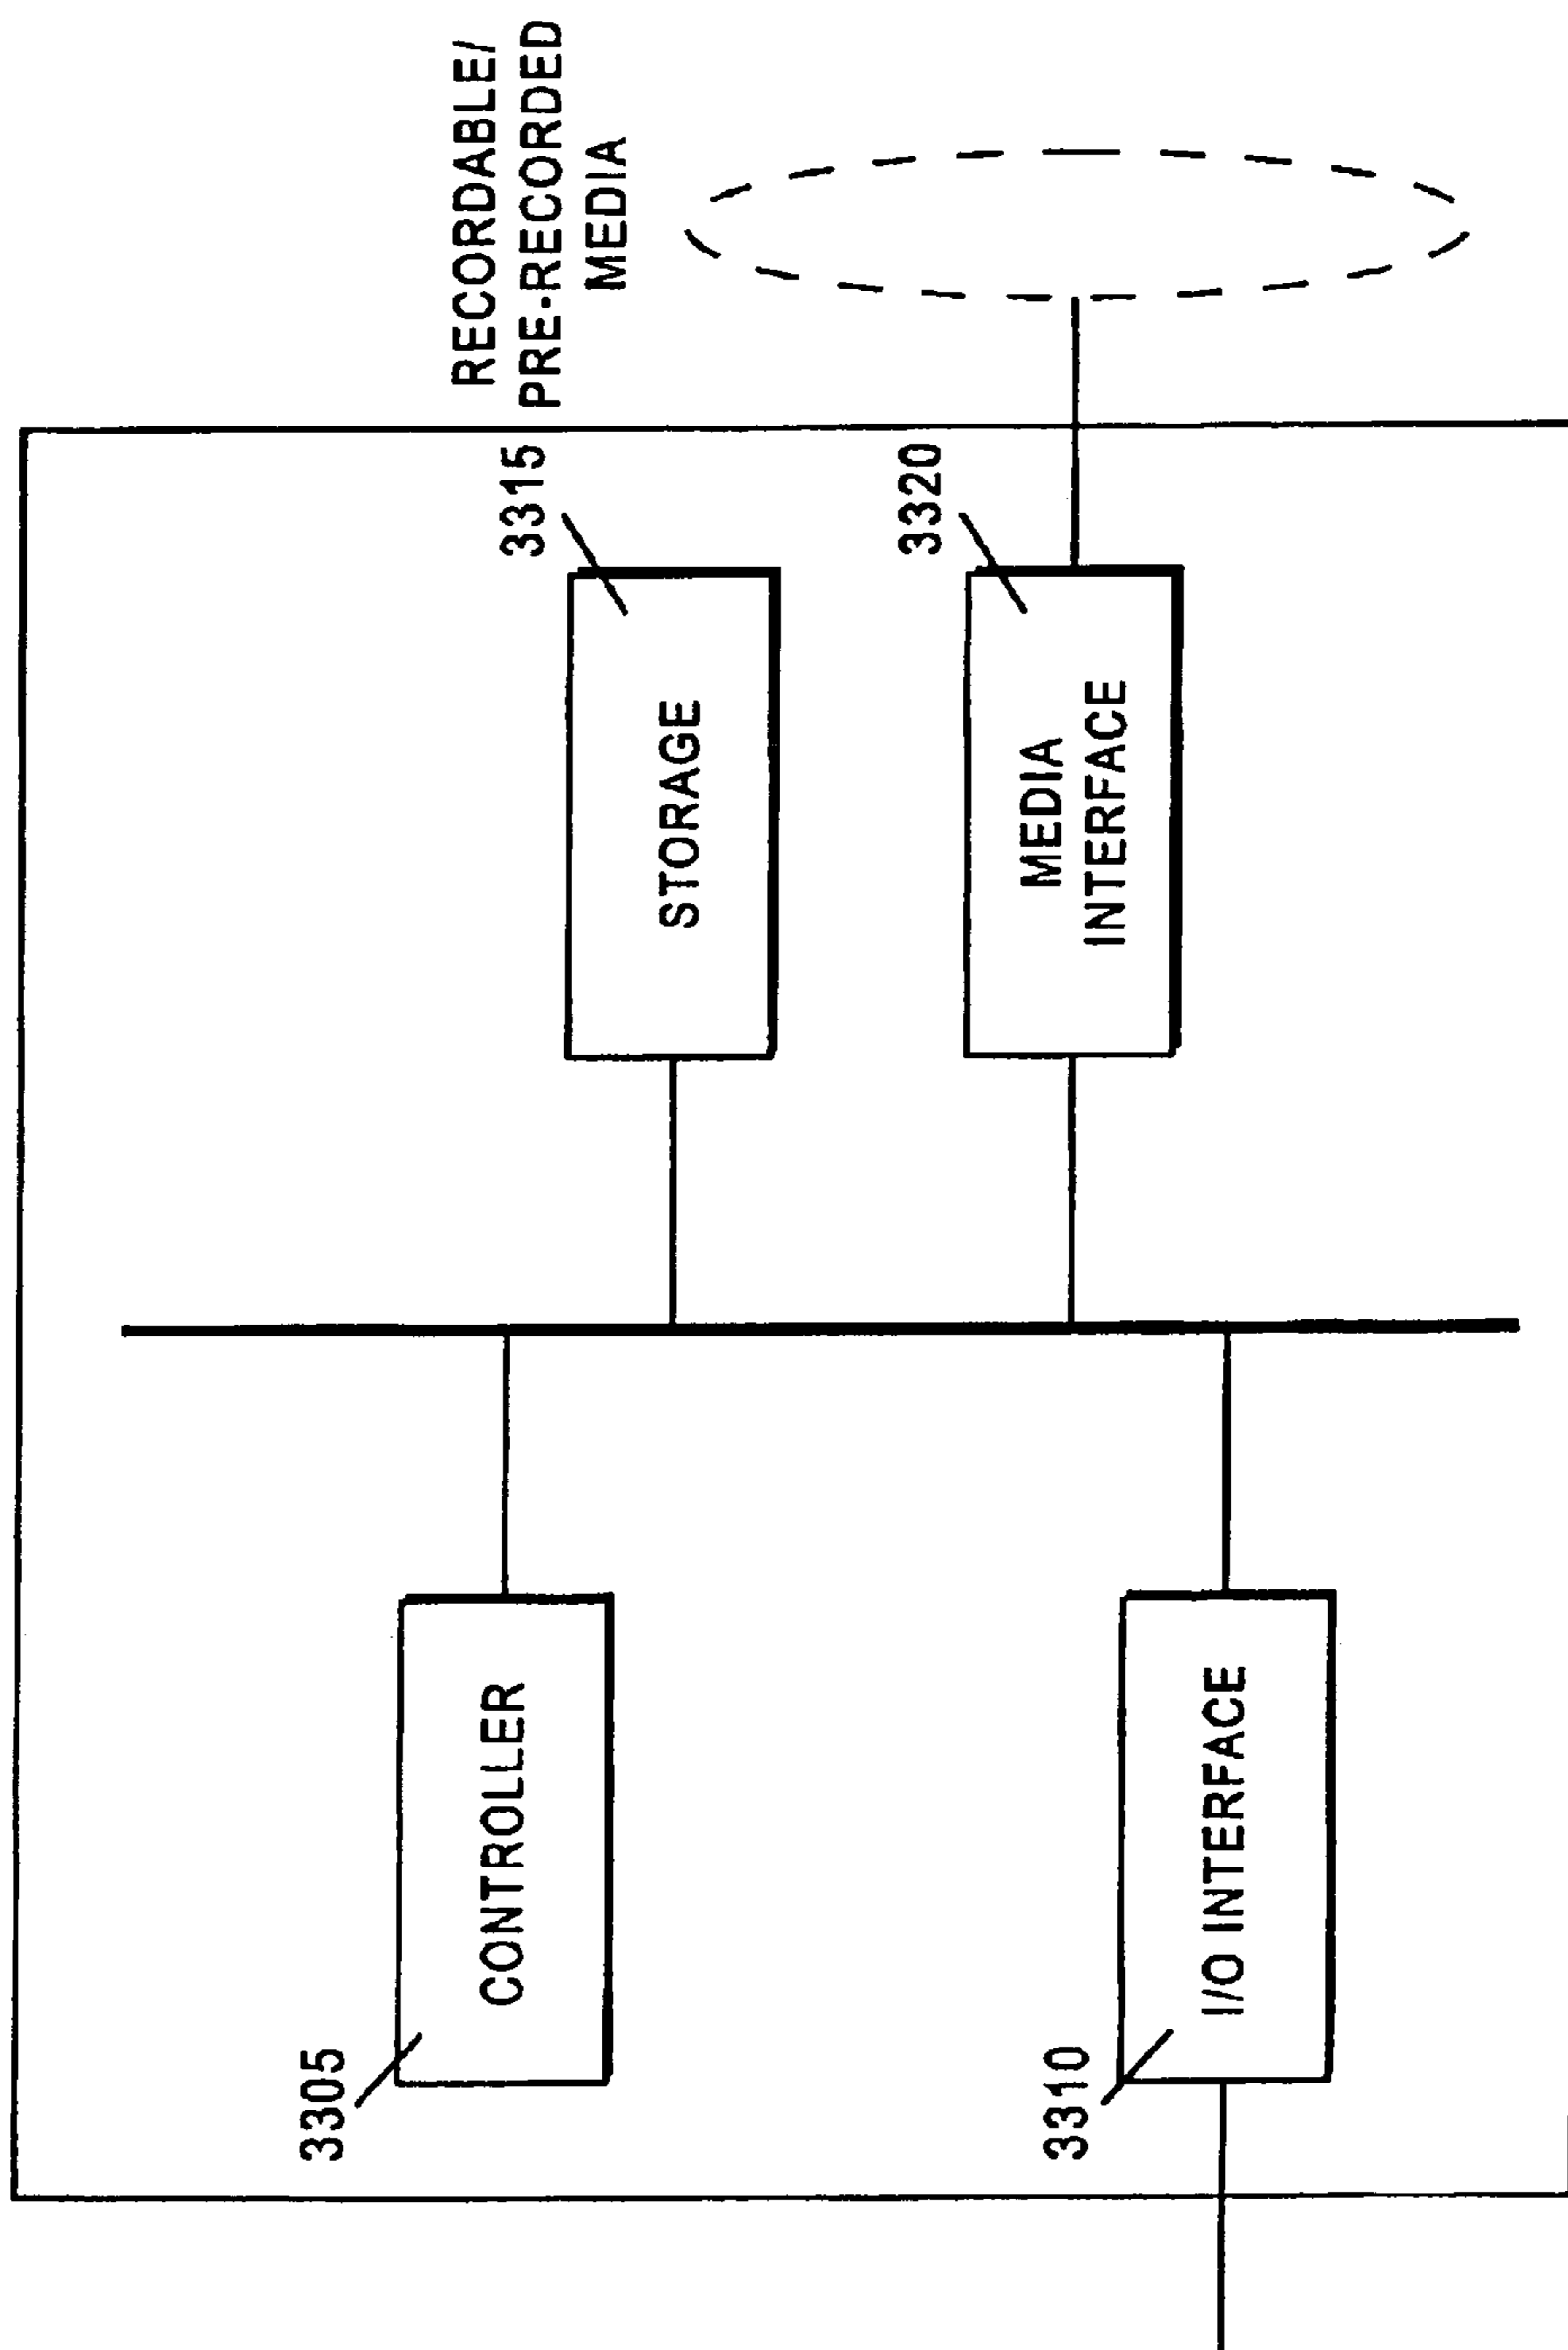 RECORDABLE/
PRE-RECORDED
MEDIA
3305
CONTROLLER
3315
STORAGE
3310
I/O INTERFACE
3320
MEDIA
INTERFACE